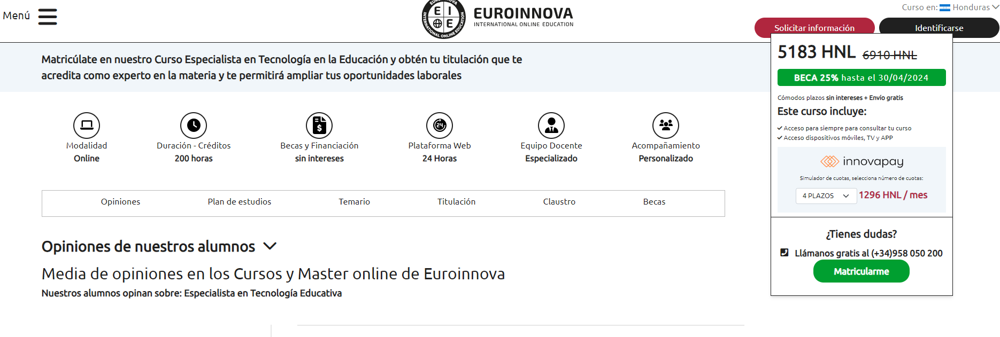 Menú
EUROINNOVA
INTERNATIONAL ONLINE EDUCATION
EUROINNOVA
INTERNATIONAL ONLINE EDUCATION
E I
E
Curso en: Honduras
Solicitar información
Identificarse
Matricúlate en nuestro Curso Especialista en Tecnología en la Educación y obtén tu titulación que te
acredita como experto en la materia y te permitirá ampliar tus oportunidades laborales
5183 HNL 6910 HNL
BECA 25% hasta el 30/04/2024
Cómodos plazos sin intereses + Envío gratis
Este curso incluye:
Acceso para siempre para consultar tu curso
Acceso dispositivos móviles, TV y APP
innovapay
Simulador de cuotas, selecciona número de cuotas:
4 PLAZOS 1296 HNL / mes
¿Tienes dudas?
Llámanos gratis al (+34)958 050 200
Matricularme
Modalidad
Online
Duración - Créditos
200 horas
$
Becas y Financiación
sin intereses
24
Plataforma Web
24 Horas
Equipo Docente
Especializado
Acompañamiento
Personalizado
Opiniones Plan de estudios Temario Titulación Claustro Becas
Opiniones de nuestros alumnos
Media de opiniones en los Cursos y Master online de Euroinnova
Nuestros alumnos opinan sobre: Especialista en Tecnología Educativa